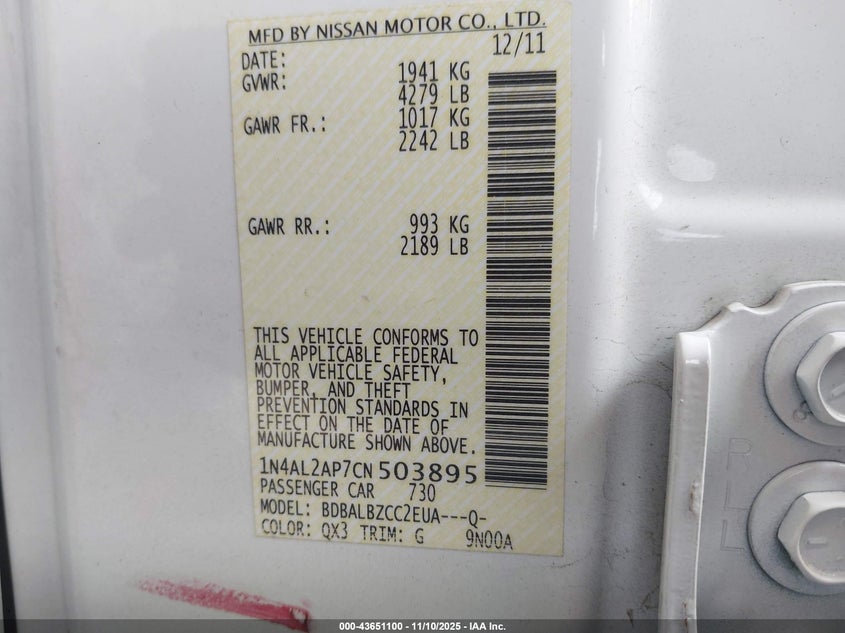 MFD BY NISSAN MOTOR CO., LTD.
DATE: 12/11
GVWR: 1941 KG
4279 LB
GAWR FR.: 1017 KG
2242 LB
GAWR RR.: 993 KG
2189 LB
THIS VEHICLE CONFORMS TO
ALL APPLICABLE FEDERAL
MOTOR VEHICLE SAFETY,
BUMPER, AND THEFT
PREVENTION STANDARDS IN
EFFECT ON THE DATE OF
MANUFACTURE SHOWN ABOVE.
1N4AL2AP7CN503895
PASSENGER CAR 730
MODEL: BDBALBZCC2EUA---Q-
COLOR: QX3 TRIM: G 9N00A
000-43651100 - 11/10/2025 - IAA Inc.